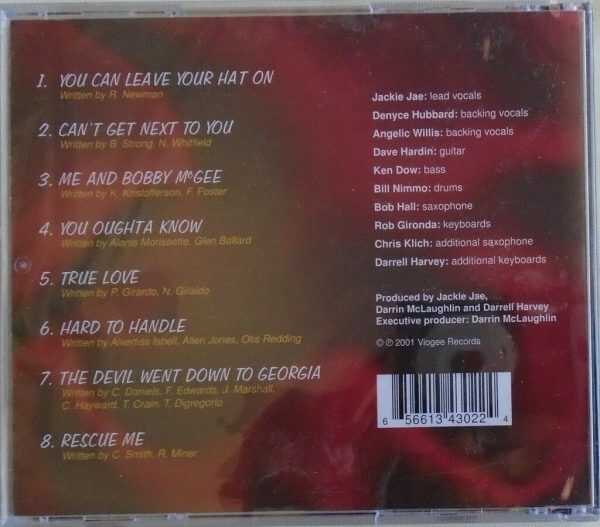 1. YOU CAN LEAVE YOUR HAT ON
Written by R. Newman
2. CAN'T GET NEXT TO YOU
Written by B. Strong, N. Whitfield
3. ME AND BOBBY McGEE
Written by K. Kristofferson, F. Foster
4. YOU OUGHTA KNOW
Written by Alanis Morissette, Glen Ballard
5. TRUE LOVE
Written by P. Girardo, N. Giraldo
6. HARD TO HANDLE
Written by Alvertiss Isbell, Allen Jones, Otis Redding
7. THE DEVIL WENT DOWN TO GEORGIA
Written by C. Daniels, F. Edwards, J. Marshall,
C. Hayward, T. Crain, T. Digregorio
8. RESCUE ME
Written by C. Smith, R. Miner
Jackie Jae: lead vocals
Denyce Hubbard: backing vocals
Angelic Willis: backing vocals
Dave Hardin: guitar
Ken Dow: bass
Bill Nimmo: drums
Bob Hall: saxophone
Rob Gironda: keyboards
Chris Klich: additional saxophone
Darrell Harvey: additional keyboards
Produced by Jackie Jae,
Darrin McLaughlin and Darrell Harvey
Executive producer: Darrin McLaughlin
© ℗ 2001 Viogee Records
6 56613 43022 4